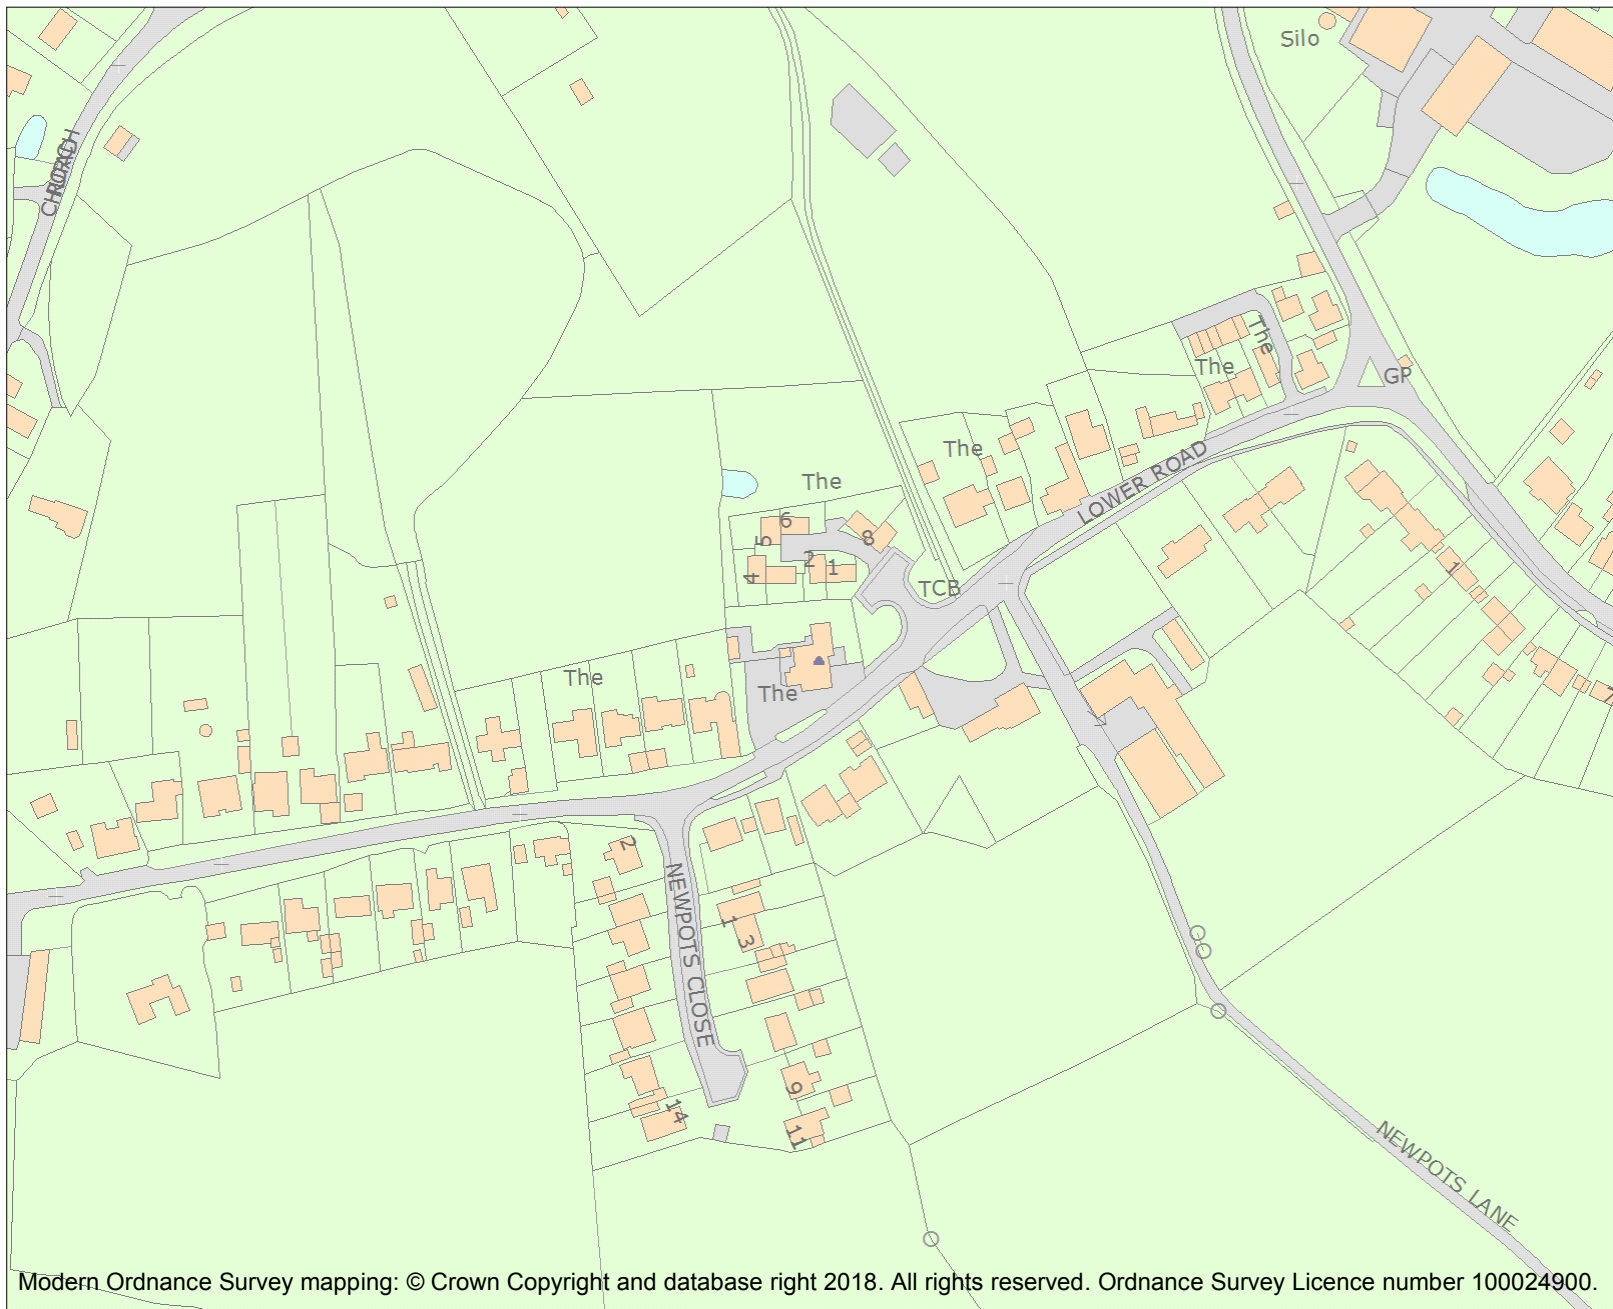 Silo
CHURCH
ROAD
The
The
GP
The
LOWER ROAD
The
6
5
8
2
1
4
TCB
1
The
The
7
2
NEWPOTS CLOSE
1
3
9
14
11
NEWPOTS LANE
Modern Ordnance Survey mapping: © Crown Copyright and database right 2018. All rights reserved. Ordnance Survey Licence number 100024900.